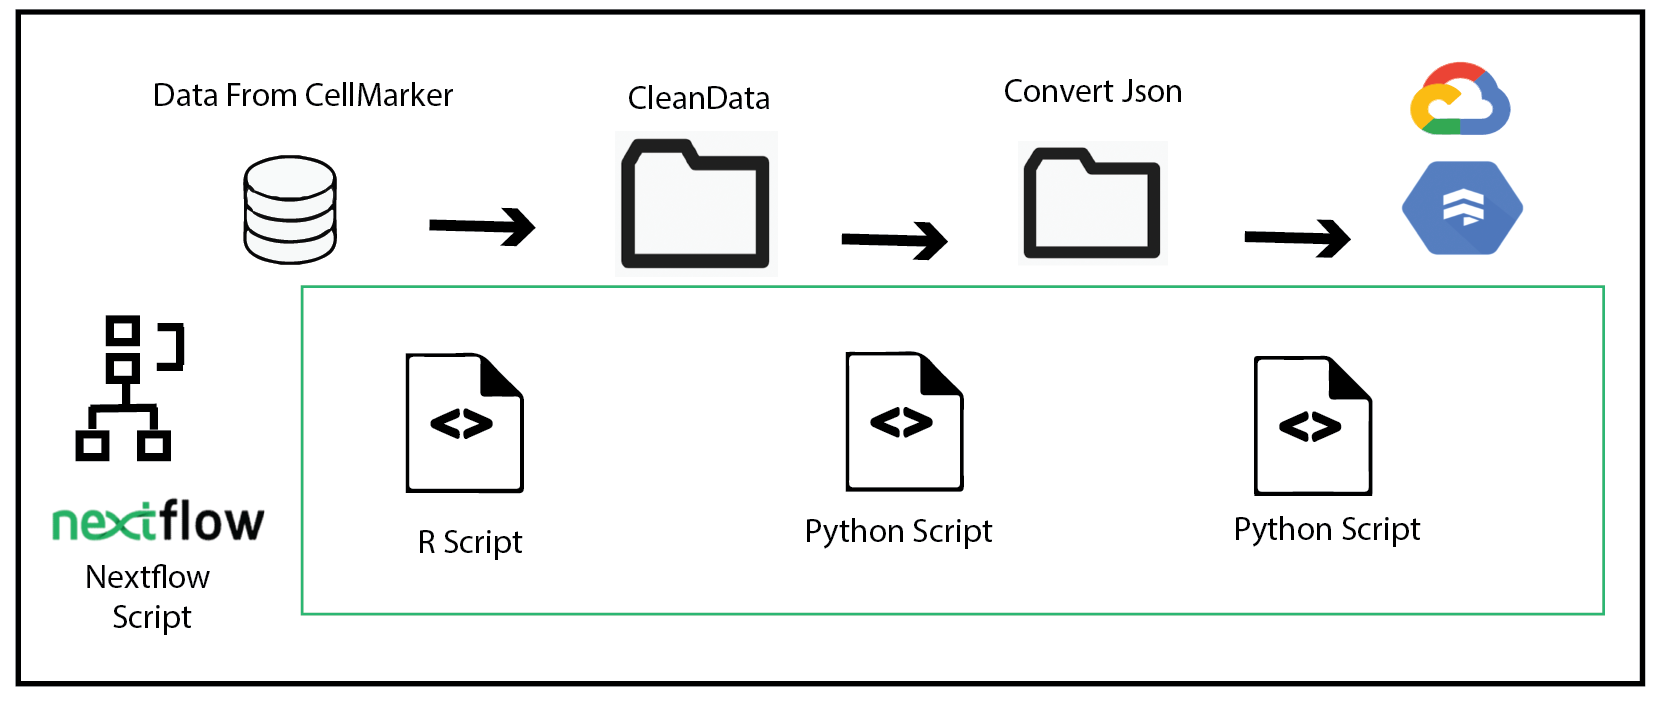 Data From CellMarker
CleanData
Convert Json
nextflow
Nextflow
Script
R Script
Python Script
Python Script